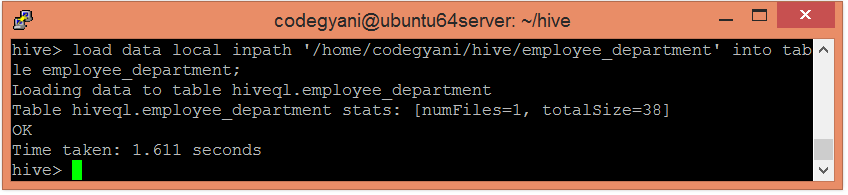 codegyani@ubuntu64server: ~/hive
hive> load data local inpath '/home/codegyani/hive/employee_department' into tab
le employee_department;
Loading data to table hiveql.employee_department
Table hiveql.employee_department stats: [numFiles=1, totalSize=38]
OK
Time taken: 1.611 seconds
hive>